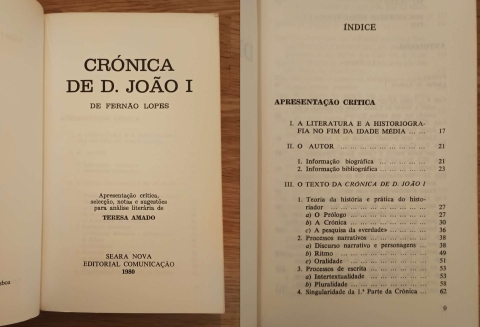 CRÓNICA
DE D. JOÃO I
DE FERNÃO LOPES
Apresentação crítica,
selecção, notas e sugestões
para análise literária de
TERESA AMADO
SEARA NOVA
EDITORIAL COMUNICAÇÃO
1980
ÍNDICE
APRESENTAÇÃO CRÍTICA
I. A LITERATURA E A HISTORIOGRA-
FIA NO FIM DA IDADE MÉDIA ... ... 17
II. O AUTOR ... ... ... ... ... ... ... ... ... 21
1. Informação biográfica ... ... ... ... ... 21
2. Informação bibliográfica ... ... ... ... 23
III. O TEXTO DA CRÓNICA DE D. JOÃO I
1. Teoria da história e prática do histo-
riador ... ... ... ... ... ... ... ... ... 27
a) O Prólogo ... ... ... ... ... ... ... 27
b) A Crónica ... ... ... ... ... ... ... 30
c) A pesquisa da «verdade» ... ... ... 36
2. Processos narrativos ... ... ... ... ... 38
a) Discurso narrativo e personagens ... 38
b) Ritmo ... ... ... ... ... ... ... ... 49
c) Oralidade ... ... ... ... ... ... ... 51
3. Processos de escrita ... ... ... ... ... 53
a) Intertextualidade ... ... ... ... ... 53
b) Pluralidade ... ... ... ... ... ... ... 58
4. Singularidade da 1.ª Parte da Crónica ... 62
9